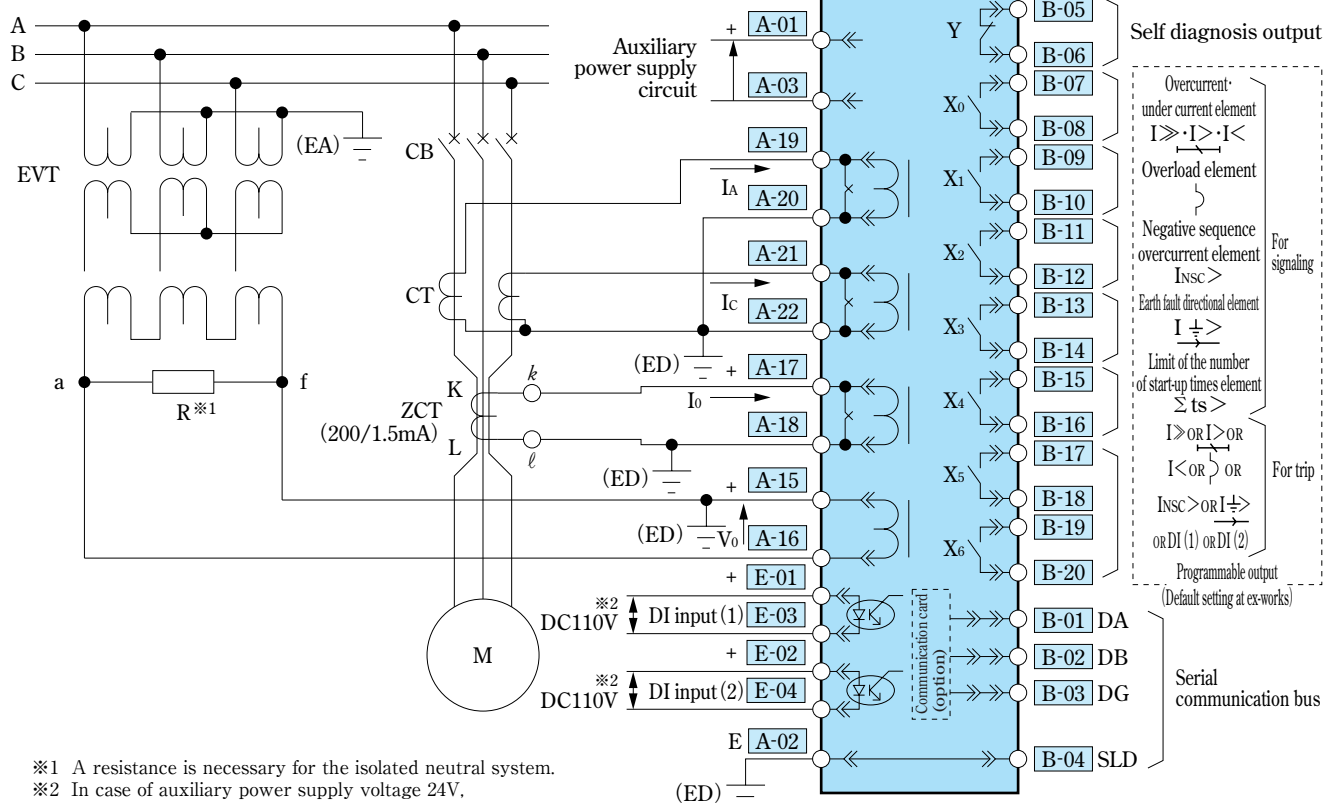 A
B
C
(EA)
EVT
CB
CT
a
f
R※1
K
k
ZCT
(200/1.5mA)
L
ℓ
M
Auxiliary
power supply
circuit
+ A-01
A-03
A-19
IA
A-20
A-21
IC
A-22
(ED)
+ A-17
I0
A-18
(ED)
+ A-15
(ED)
V0 A-16
+ E-01
※2
DC110V DI input (1) E-03
+ E-02
※2
DC110V DI input (2) E-04
E A-02
(ED)
Communication card
(option)
Y
X0
X1
X2
X3
X4
X5
X6
B-05
B-06
B-07
B-08
B-09
B-10
B-11
B-12
B-13
B-14
B-15
B-16
B-17
B-18
B-19
B-20
B-01 DA
B-02 DB
B-03 DG
B-04 SLD
Self diagnosis output
Overcurrent·
under current element
I≫·I>·I<
Overload element
Negative sequence
overcurrent element
INSC>
Earth fault directional element
I⏚>
Limit of the number
of start-up times element
Σts>
For
signaling
I≫ OR I> OR
I< OR OR
INSC> OR I⏚>
OR DI (1) OR DI (2)
For trip
Programmable output
(Default setting at ex-works)
Serial
communication bus
※1 A resistance is necessary for the isolated neutral system.
※2 In case of auxiliary power supply voltage 24V,